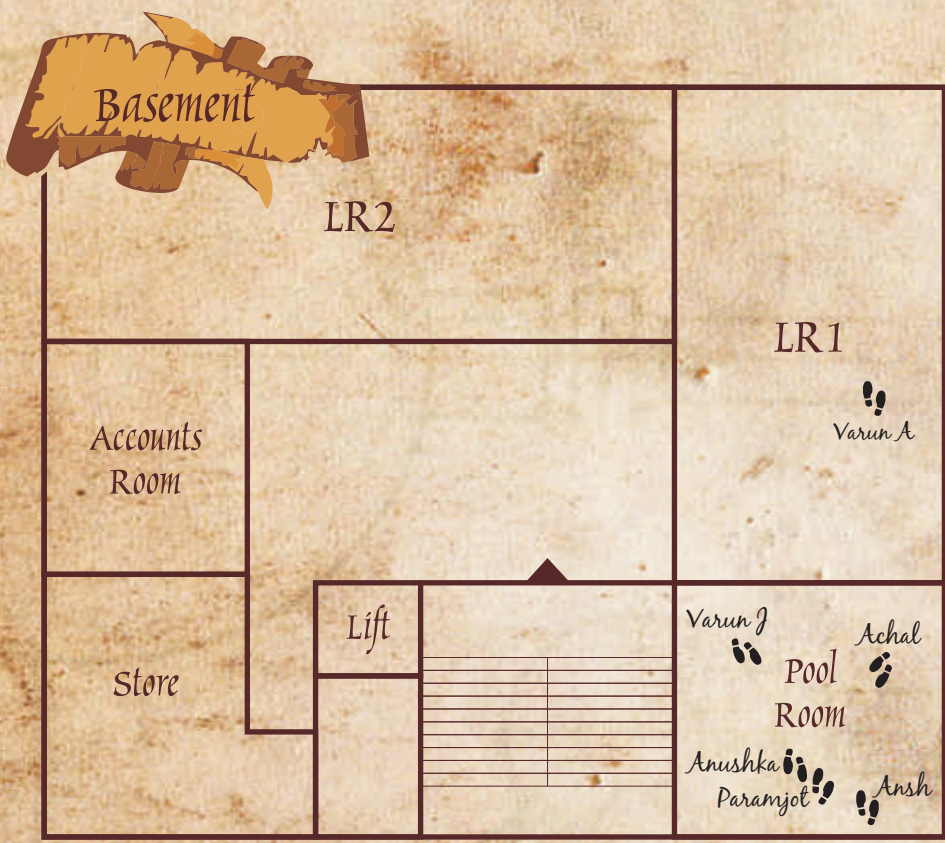 Basement
LR2
LR1
Varun A
Accounts
Room
Store
Lift
Varun J
Achal
Pool
Room
Anushka
Paramjot
Ansh